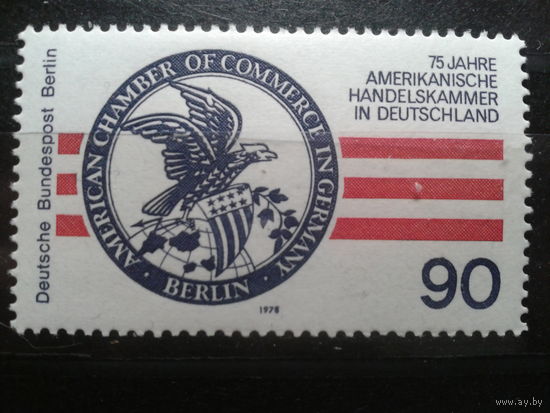 Deutsche Bundespost Berlin
AMERICAN CHAMBER OF COMMERCE IN GERMANY
· BERLIN ·
75 JAHRE
AMERIKANISCHE
HANDELSKAMMER
IN DEUTSCHLAND
90
1978
www.ay.by